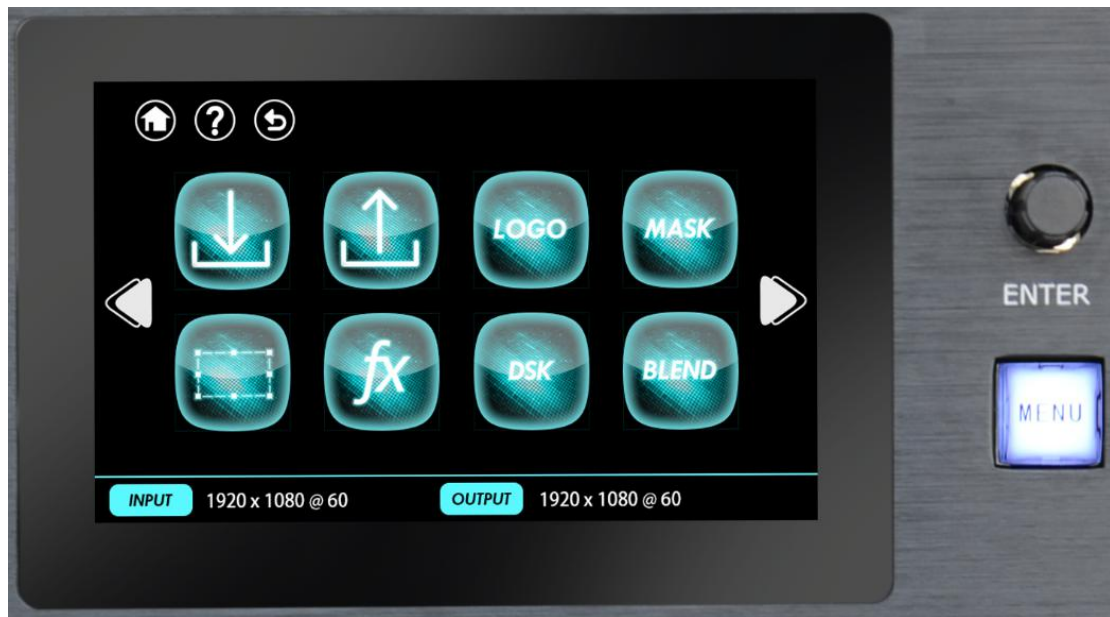 ?
LOGO
MASK
fx
DSK
BLEND
INPUT 1920 x 1080 @ 60
OUTPUT 1920 x 1080 @ 60
ENTER
MENU